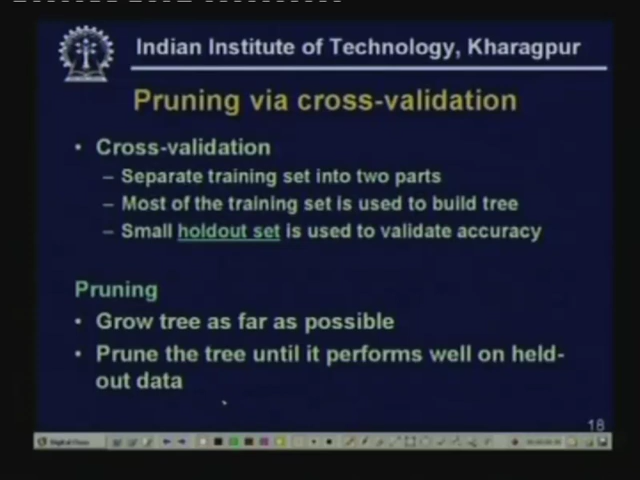 Indian Institute of Technology, Kharagpur
Pruning via cross-validation
• Cross-validation
– Separate training set into two parts
– Most of the training set is used to build tree
– Small holdout set is used to validate accuracy
Pruning
• Grow tree as far as possible
• Prune the tree until it performs well on held-
out data
18